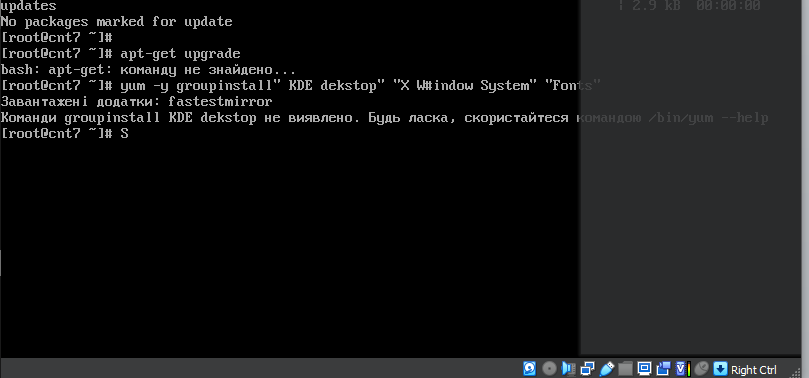 updates | 2.9 kB 00:00:00
No packages marked for update
[root@cnt7 ~]#
[root@cnt7 ~]# apt-get upgrade
bash: apt-get: команду не знайдено...
[root@cnt7 ~]# yum -y groupinstall" KDE dekstop" "X W#indow System" "Fonts"
Завантажені додатки: fastestmirror
Команди groupinstall KDE dekstop не виявлено. Будь ласка, скористайтеся командою /bin/yum --help
[root@cnt7 ~]# S
Right Ctrl